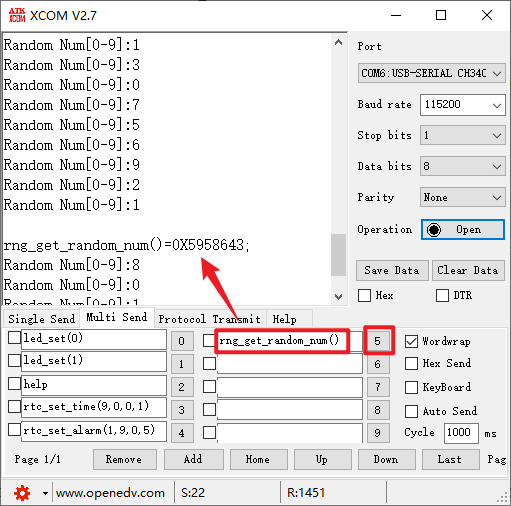 ATK
XCOM XCOM V2.7
Random Num[0-9]:1
Random Num[0-9]:3
Random Num[0-9]:0
Random Num[0-9]:7
Random Num[0-9]:5
Random Num[0-9]:6
Random Num[0-9]:9
Random Num[0-9]:2
Random Num[0-9]:1
rng_get_random_num()=0X5958643;
Random Num[0-9]:8
Random Num[0-9]:0
Random Num[0-9]:1
Port
COM6:USB-SERIAL CH340
Baud rate 115200
Stop bits 1
Data bits 8
Parity None
Operation Open
Save Data Clear Data
Hex DTR
Single Send Multi Send Protocol Transmit Help
led_set(0) 0 rng_get_random_num() 5 Wordwrap
led_set(1) 1 6 Hex Send
help 2 7 KeyBoard
rtc_set_time(9,0,0,1) 3 8 Auto Send
rtc_set_alarm(1,9,0,5) 4 9 Cycle 1000 ms
Page 1/1 Remove Add Home Up Down Last Pag
www.openedv.com S:22 R:1451